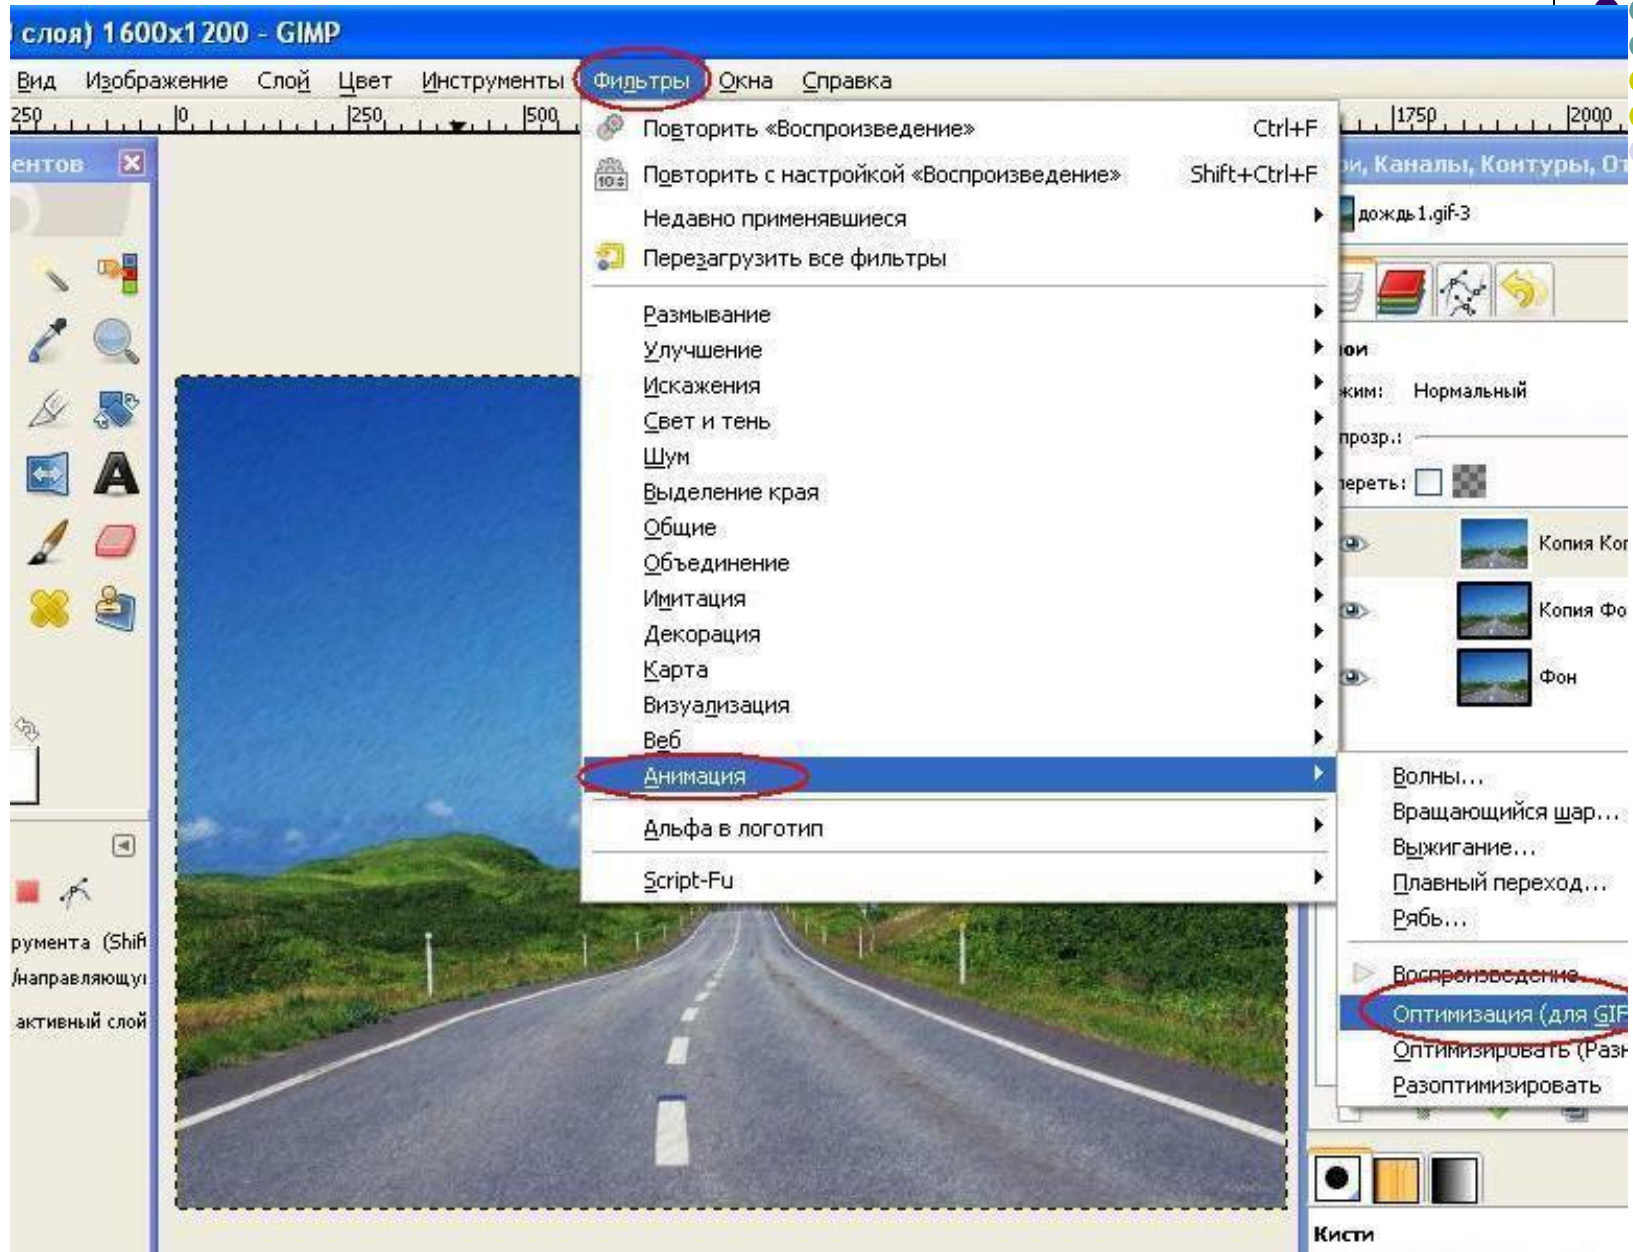 слоя) 1600x1200 - GIMP
Вид Изображение Слой Цвет Инструменты Фильтры Окна Справка
250 0 250 500 1750 2000
ентов
Повторить «Воспроизведение» Ctrl+F
Повторить с настройкой «Воспроизведение» Shift+Ctrl+F
Недавно применявшиеся
Перезагрузить все фильтры
Размывание
Улучшение
Искажения
Свет и тень
Шум
Выделение края
Общие
Объединение
Имитация
Декорация
Карта
Визуализация
Веб
Анимация
Альфа в логотип
Script-Fu
и, Каналы, Контуры, От
дождь1.gif-3
ои
жим: Нормальный
прозр.:
переть:
Копия Коп
Копия Фо
Фон
Волны...
Вращающийся шар...
Выжигание...
Плавный переход...
Рябь...
Воспроизведение...
Оптимизация (для GIF
Оптимизировать (Разн
Разоптимизировать
румента (Shift
/направляющую
активный слой
Кисти